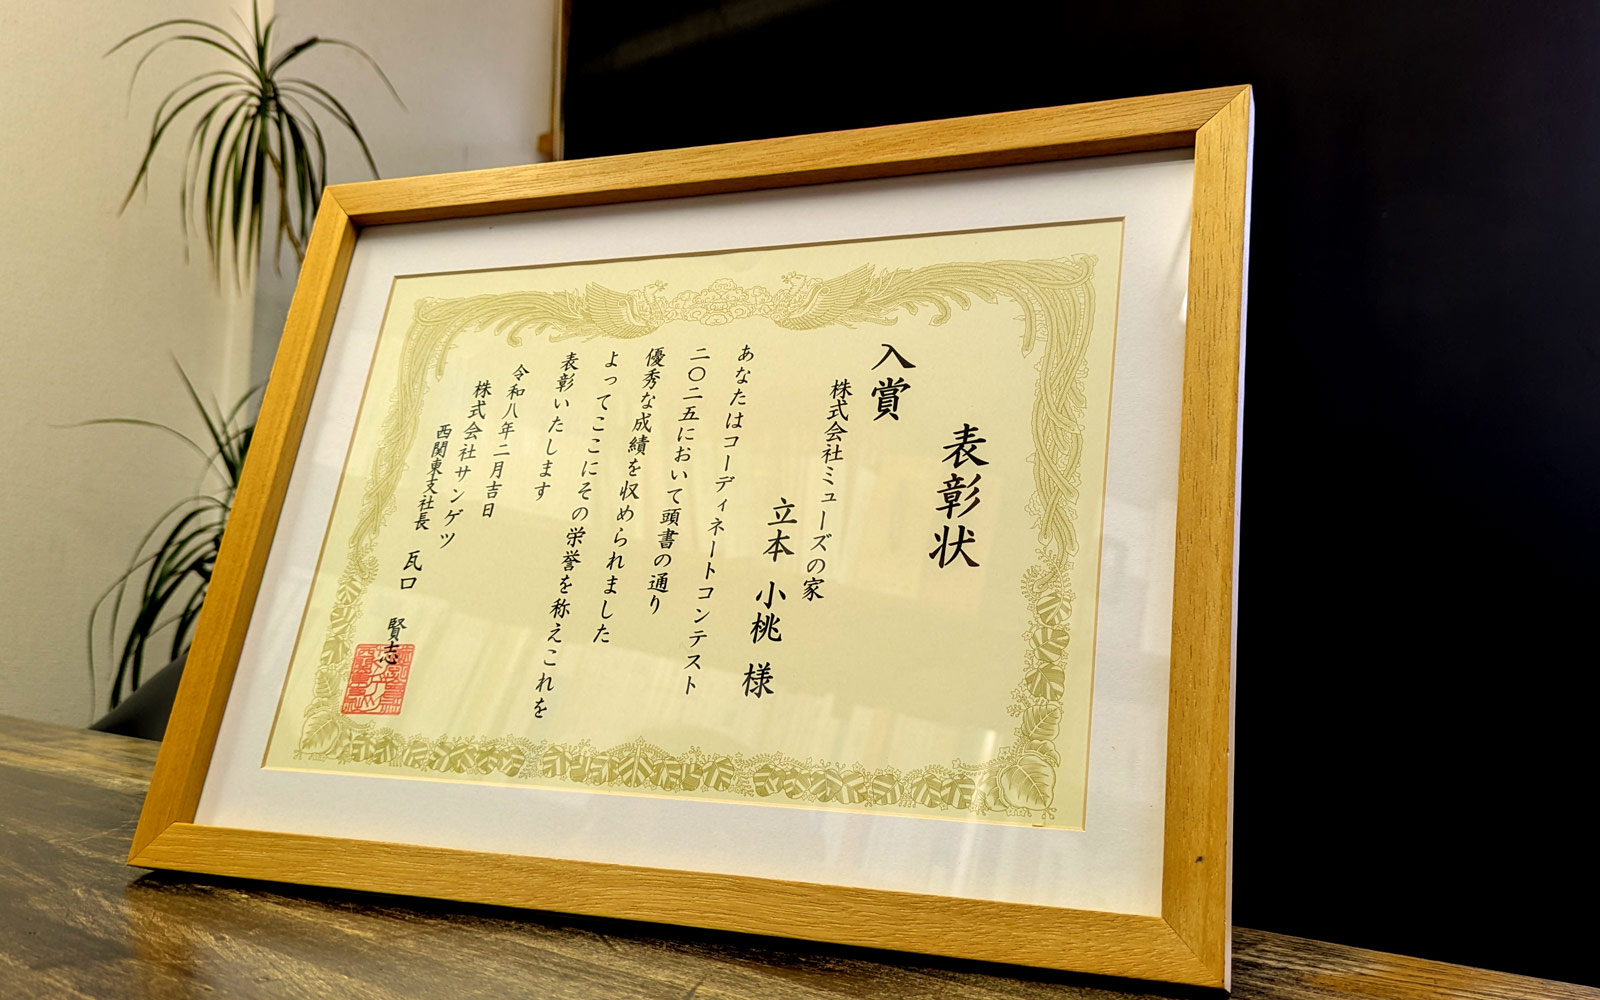 表彰状
入賞
株式会社ミューズの家
立本 小桃 様
あなたはコーディネートコンテスト
二〇二五において頭書の通り
優秀な成績を収められました
よってここにその栄誉を称えこれを
表彰いたします
令和八年二月吉日
株式会社サンゲツ
西関東支社長 瓦口 賢志